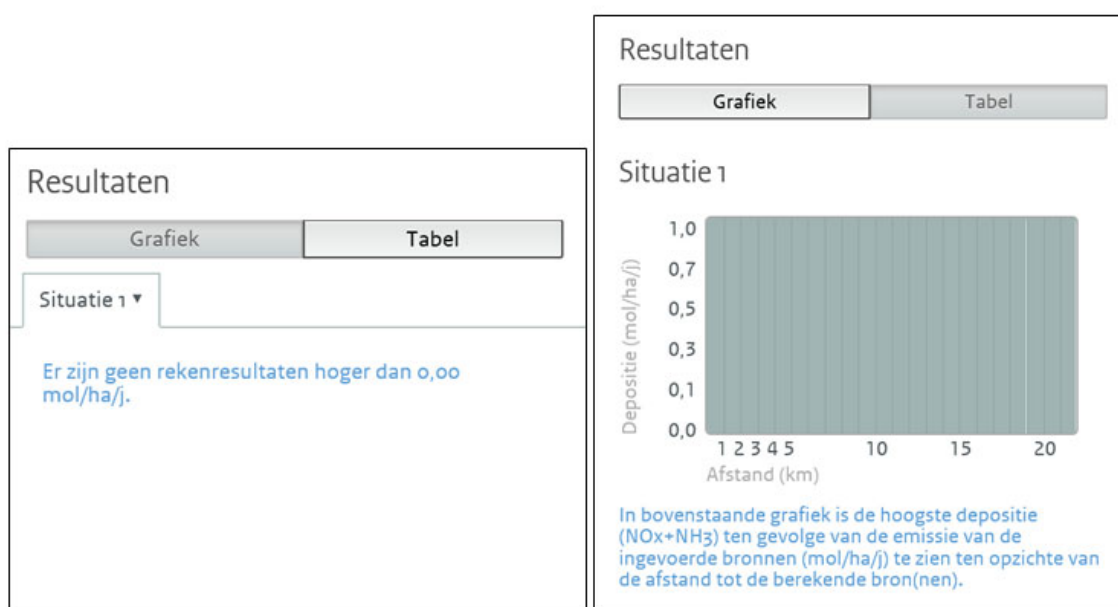 Resultaten
Grafiek Tabel
Situatie 1 ▼
Er zijn geen rekenresultaten hoger dan 0,00
mol/ha/j.
Resultaten
Grafiek Tabel
Situatie 1
Depositie (mol/ha/j)
1,0
0,7
0,5
0,3
0,1
0,0
1 2 3 4 5 10 15 20
Afstand (km)
In bovenstaande grafiek is de hoogste depositie
(NOx+NH3) ten gevolge van de emissie van de
ingevoerde bronnen (mol/ha/j) te zien ten opzichte van
de afstand tot de berekende bron(nen).